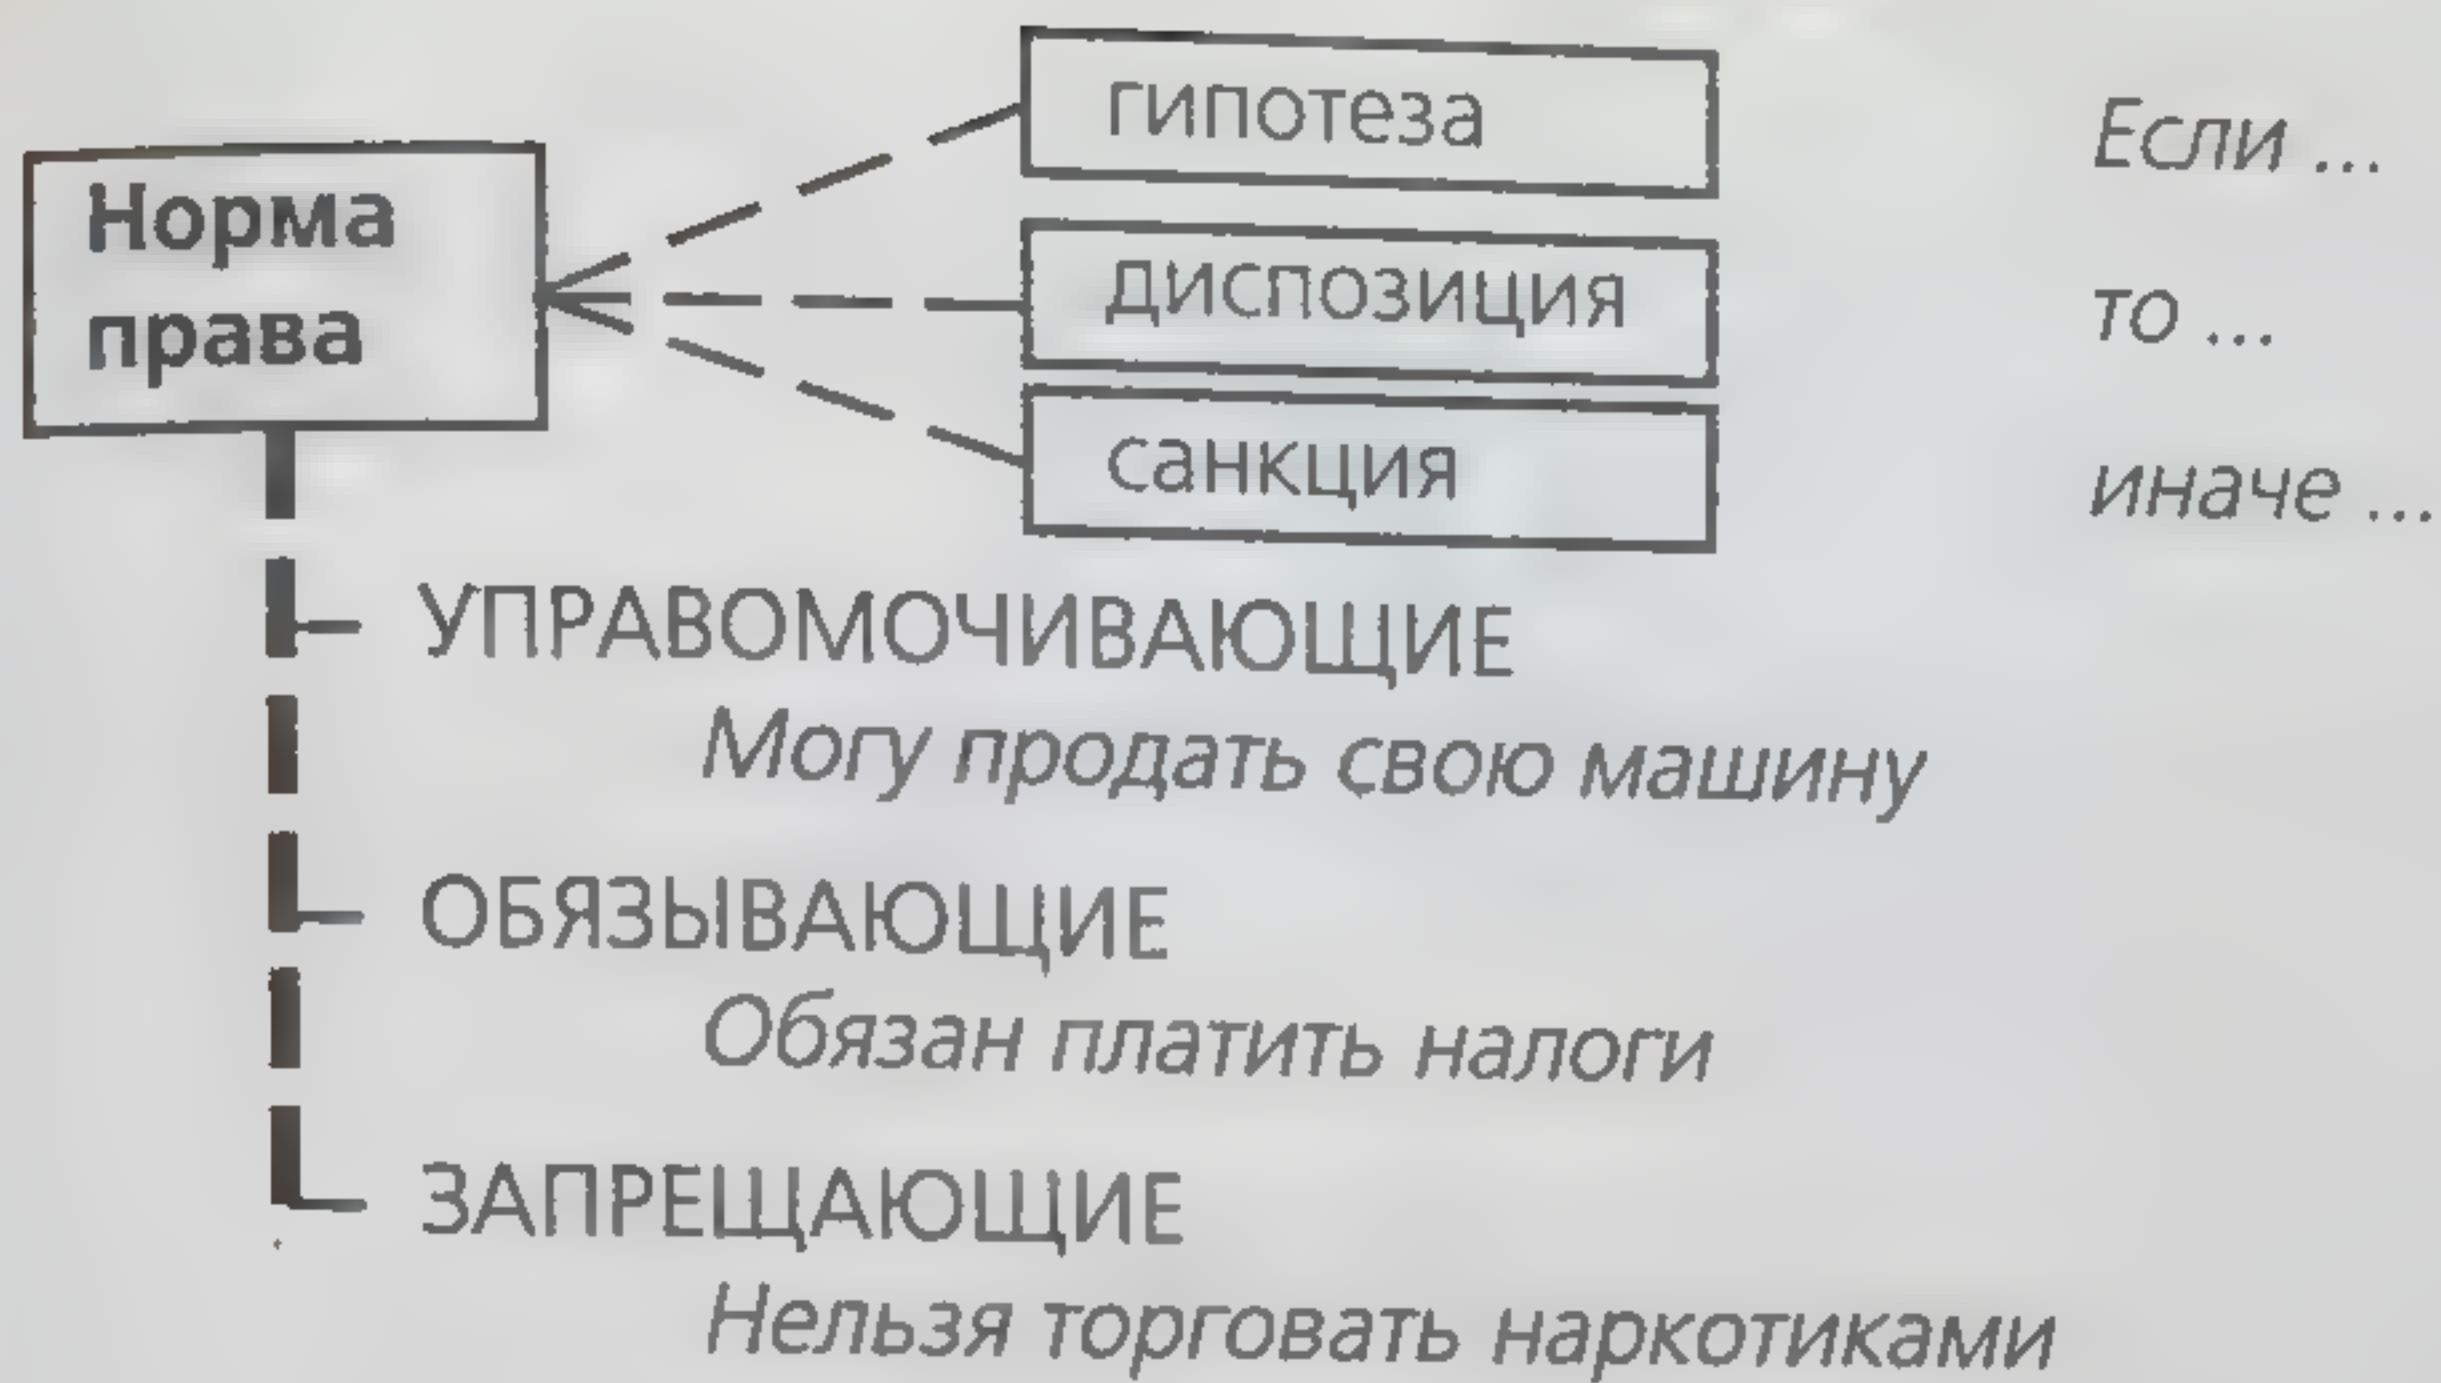 Норма
права
гипотеза
Если ...
диспозиция
то ...
санкция
иначе ...
УПРАВОМОЧИВАЮЩИЕ
Могу продать свою машину
ОБЯЗЫВАЮЩИЕ
Обязан платить налоги
ЗАПРЕЩАЮЩИЕ
Нельзя торговать наркотиками